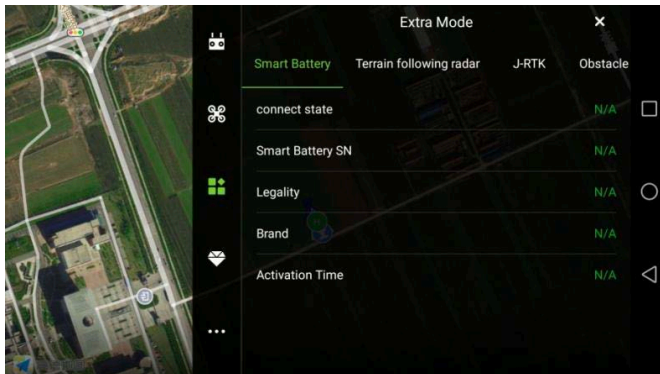 Extra Mode
Smart Battery Terrain following radar J-RTK Obstacle
connect state N/A
Smart Battery SN N/A
Legality N/A
Brand N/A
Activation Time N/A